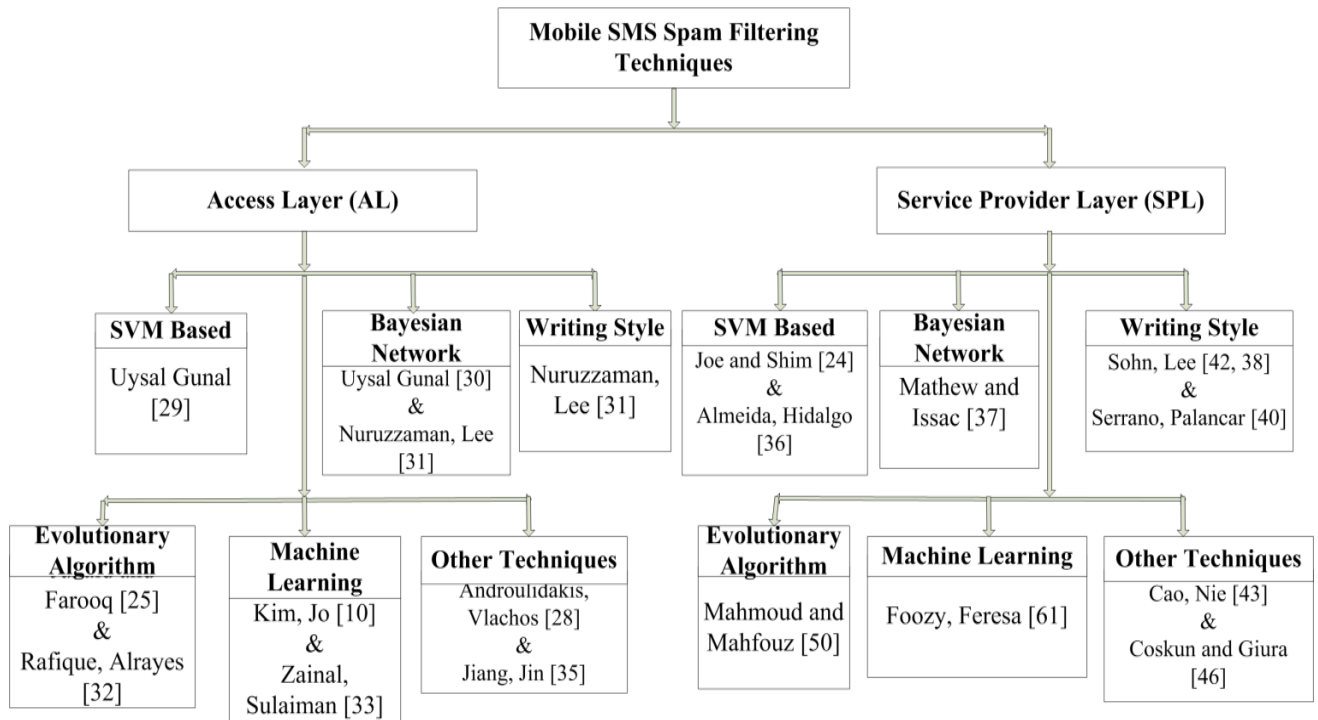 Mobile SMS Spam Filtering
Techniques
Access Layer (AL)
Service Provider Layer (SPL)
SVM Based
Uysal Gunal
[29]
Bayesian
Network
Uysal Gunal [30]
&
Nuruzzaman, Lee
[31]
Writing Style
Nuruzzaman,
Lee [31]
SVM Based
Joe and Shim [24]
&
Almeida, Hidalgo
[36]
Bayesian
Network
Mathew and
Issac [37]
Writing Style
Sohn, Lee [42, 38]
&
Serrano, Palancar [40]
Evolutionary
Algorithm
Farooq [25]
&
Rafique, Alrayes
[32]
Machine
Learning
Kim, Jo [10]
&
Zainal,
Sulaiman [33]
Other Techniques
Androulidakis,
Vlachos [28]
&
Jiang, Jin [35]
Evolutionary
Algorithm
Mahmoud and
Mahfouz [50]
Machine Learning
Foozy, Feresa [61]
Other Techniques
Cao, Nie [43]
&
Coskun and Giura
[46]